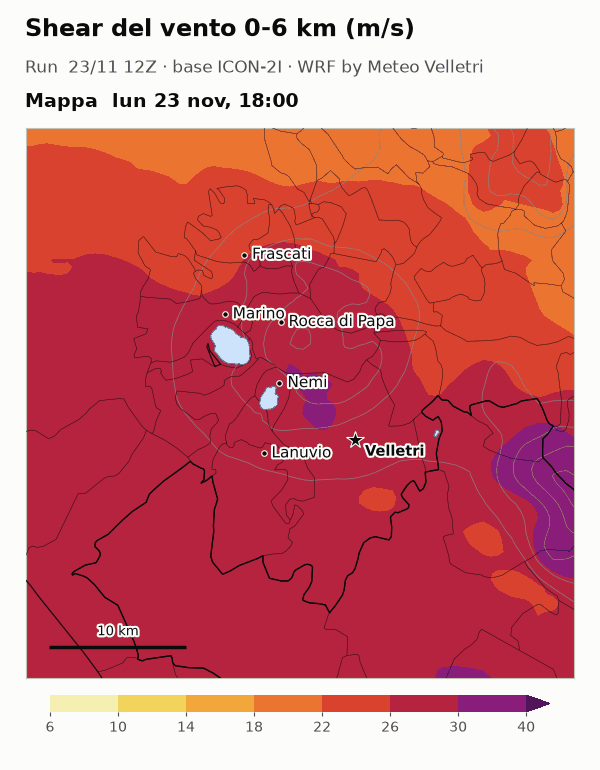 Shear del vento 0-6 km (m/s)
Run  23/11 12Z · base ICON-2I · WRF by Meteo Velletri
Mappa  lun 23 nov, 18:00
Frascati
Marino
Rocca di Papa
Nemi
Velletri
Lanuvio
10 km
6 10 14 18 22 26 30 40